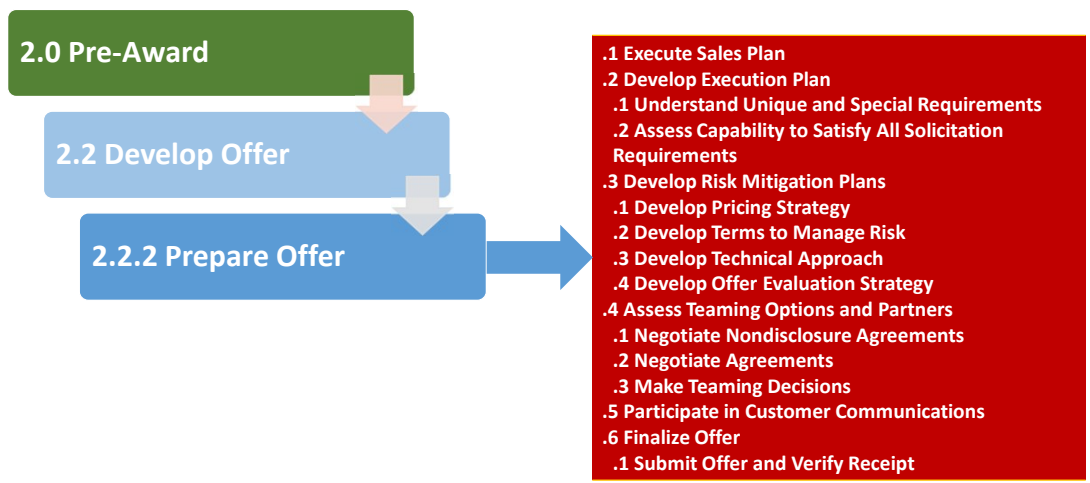 2.0 Pre-Award
2.2 Develop Offer
2.2.2 Prepare Offer
.1 Execute Sales Plan
.2 Develop Execution Plan
.1 Understand Unique and Special Requirements
.2 Assess Capability to Satisfy All Solicitation
Requirements
.3 Develop Risk Mitigation Plans
.1 Develop Pricing Strategy
.2 Develop Terms to Manage Risk
.3 Develop Technical Approach
.4 Develop Offer Evaluation Strategy
.4 Assess Teaming Options and Partners
.1 Negotiate Nondisclosure Agreements
.2 Negotiate Agreements
.3 Make Teaming Decisions
.5 Participate in Customer Communications
.6 Finalize Offer
.1 Submit Offer and Verify Receipt